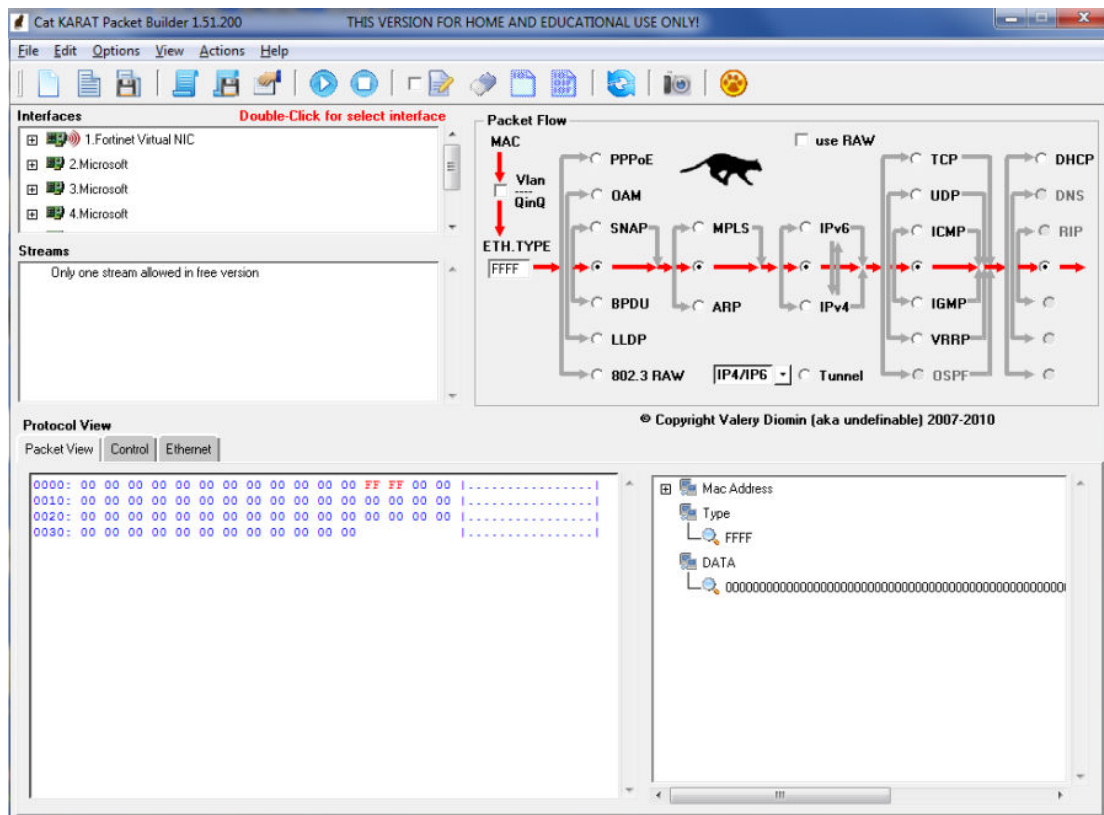 Cat KARAT Packet Builder 1.51.200 THIS VERSION FOR HOME AND EDUCATIONAL USE ONLY!
File Edit Options View Actions Help
Interfaces Double-Click for select interface
1.Fortinet Virtual NIC
2.Microsoft
3.Microsoft
4.Microsoft
Streams
Only one stream allowed in free version
Packet Flow
MAC
Vlan
----
QinQ
ETH.TYPE
FFFF
PPPoE
OAM
SNAP
BPDU
LLDP
802.3 RAW
MPLS
ARP
use RAW
IPv6
IPv4
IP4/IP6 Tunnel
TCP
UDP
ICMP
IGMP
VRRP
OSPF
DHCP
DNS
RIP
© Copyright Valery Diomin (aka undefinable) 2007-2010
Protocol View
Packet View Control Ethernet
0000: 00 00 00 00 00 00 00 00 00 00 00 00 FF FF 00 00 |................|
0010: 00 00 00 00 00 00 00 00 00 00 00 00 00 00 00 00 |................|
0020: 00 00 00 00 00 00 00 00 00 00 00 00 00 00 00 00 |................|
0030: 00 00 00 00 00 00 00 00 00 00 00 00 |................|
Mac Address
Type
FFFF
DATA
00000000000000000000000000000000000000000000000000